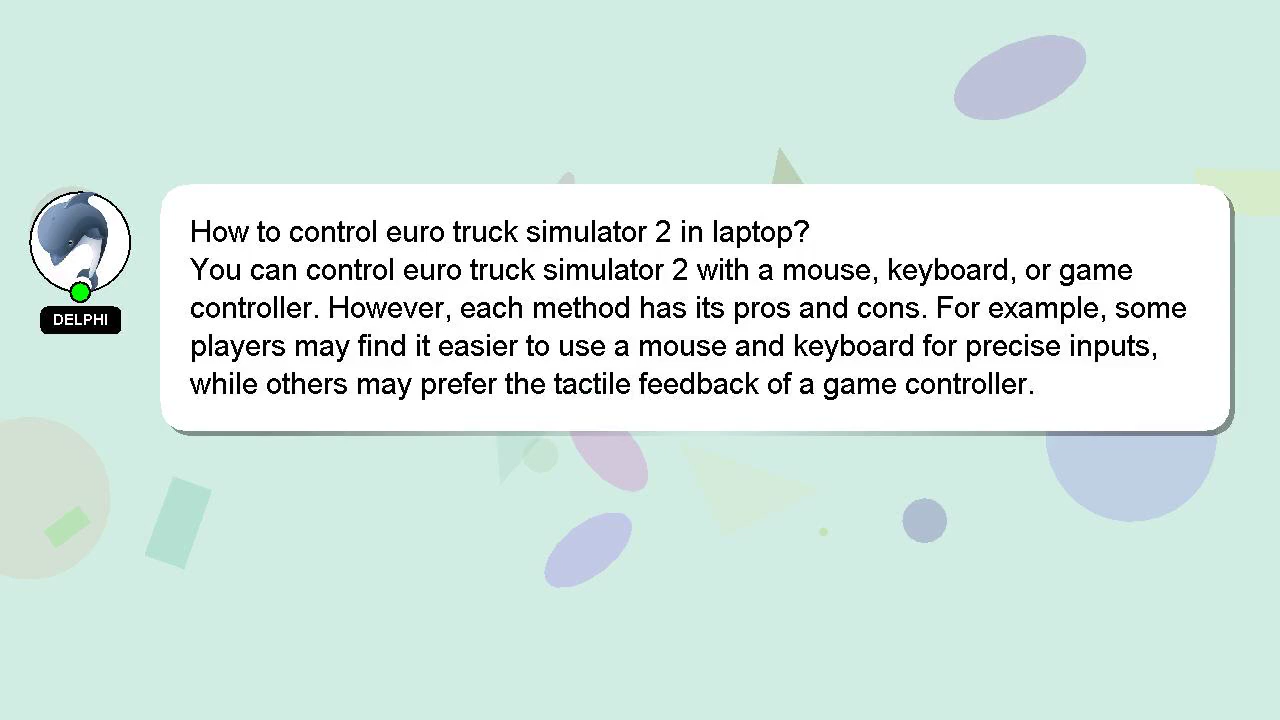 How to control euro truck simulator 2 in laptop?
You can control euro truck simulator 2 with a mouse, keyboard, or game
controller. However, each method has its pros and cons. For example, some
players may find it easier to use a mouse and keyboard for precise inputs,
while others may prefer the tactile feedback of a game controller.
DELPHI